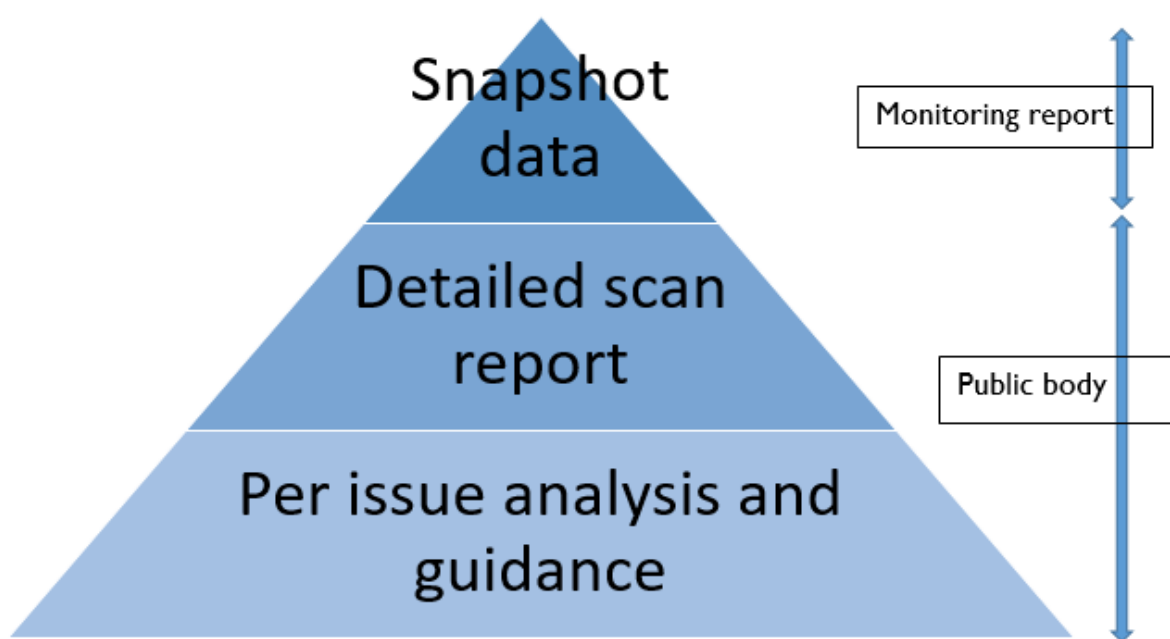 Snapshot
data
Monitoring report
Detailed scan
report
Public body
Per issue analysis and
guidance